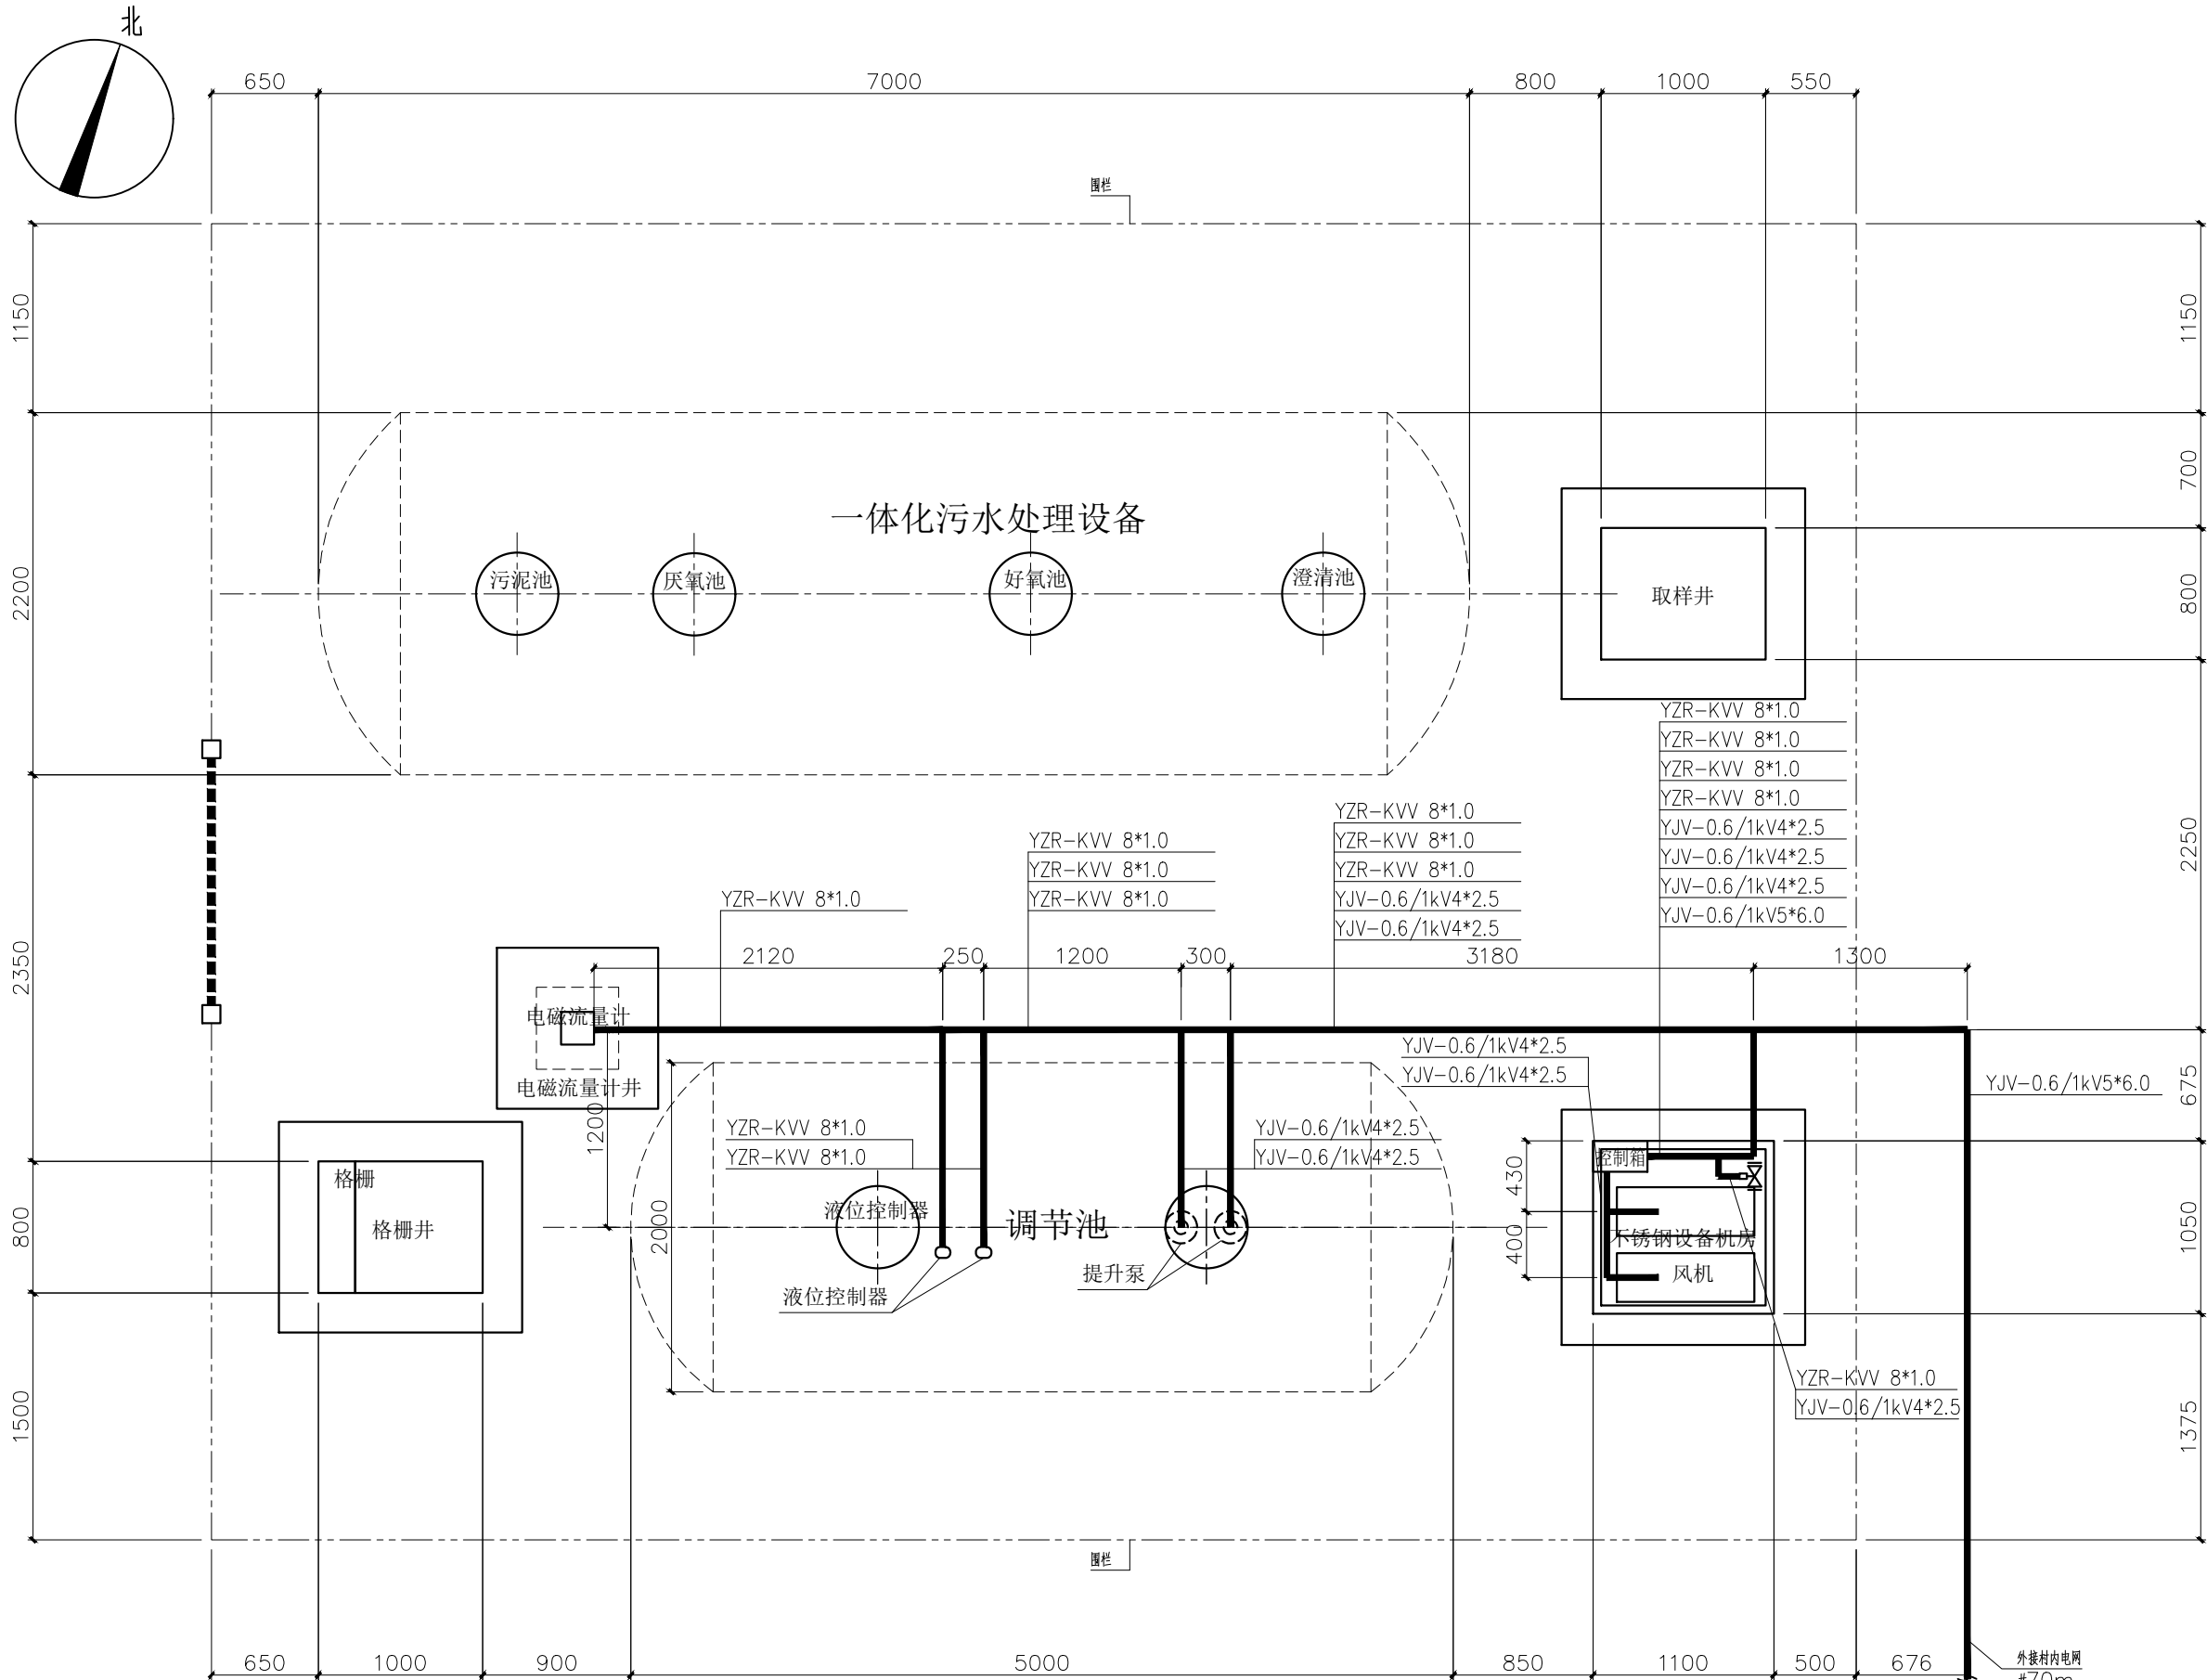 北
650
7000
800
1000
550
围栏
1150
1150
2200
700
800
一体化污水处理设备
污泥池
厌氧池
好氧池
澄清池
取样井
YZR-KVV 8*1.0
YZR-KVV 8*1.0
YZR-KVV 8*1.0
YZR-KVV 8*1.0
YJV-0.6/1kV4*2.5
YJV-0.6/1kV4*2.5
YJV-0.6/1kV4*2.5
YJV-0.6/1kV5*6.0
YZR-KVV 8*1.0
YZR-KVV 8*1.0
YZR-KVV 8*1.0
YJV-0.6/1kV4*2.5
YJV-0.6/1kV4*2.5
YZR-KVV 8*1.0
YZR-KVV 8*1.0
YZR-KVV 8*1.0
YZR-KVV 8*1.0
2250
2350
2120
250
1200
300
3180
1300
电磁流量计
电磁流量计井
1200
YJV-0.6/1kV4*2.5
YJV-0.6/1kV4*2.5
YJV-0.6/1kV5*6.0
675
YZR-KVV 8*1.0
YZR-KVV 8*1.0
YJV-0.6/1kV4*2.5
YJV-0.6/1kV4*2.5
控制箱
430
400
格栅
格栅井
800
2000
液位控制器
调节池
液位控制器
提升泵
不锈钢设备机房
风机
1050
YZR-KVV 8*1.0
YJV-0.6/1kV4*2.5
1500
1375
围栏
650
1000
900
5000
850
1100
500
676
外接村内电网